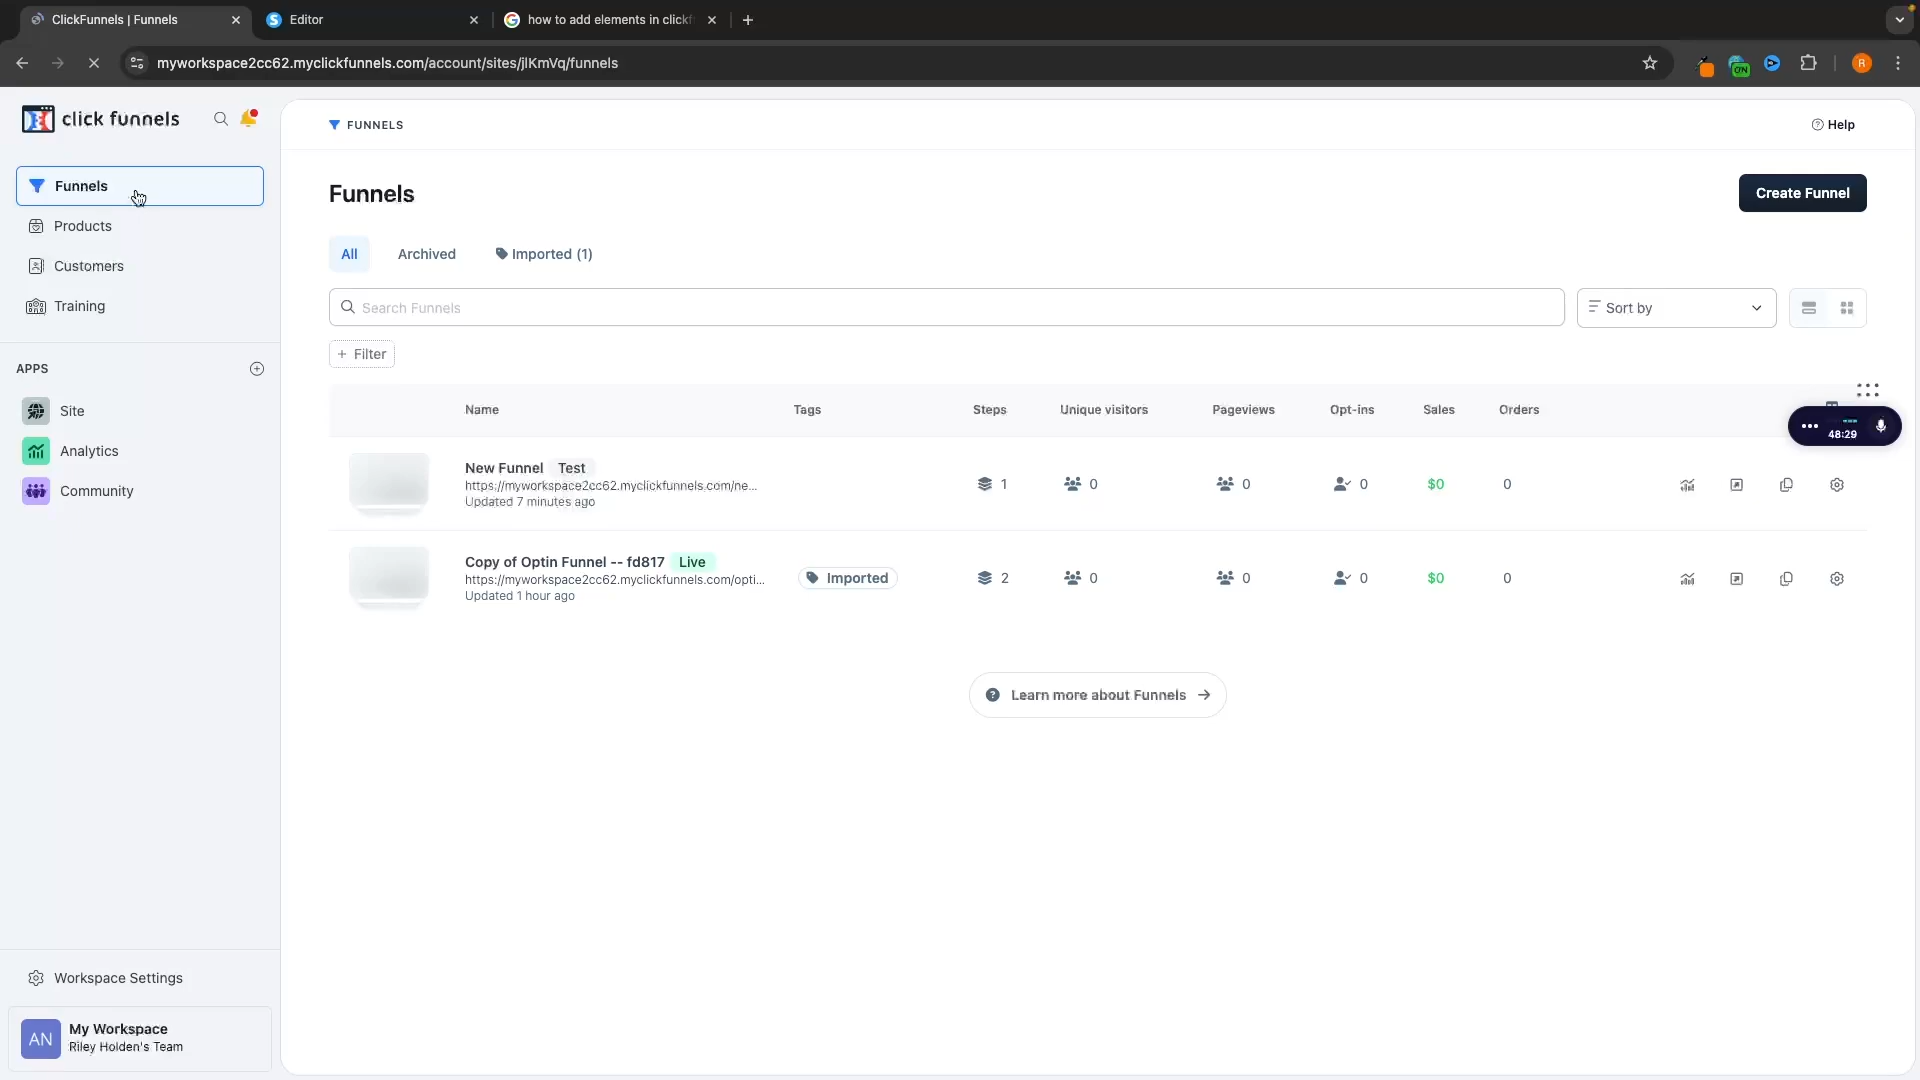 ClickFunnels | Funnels
Editor
how to add elements in clickf
myworkspace2cc62.myclickfunnels.com/account/sites/jlKmVq/funnels
ON
R
click funnels
FUNNELS
Help
Funnels
Funnels
Create Funnel
Products
Customers
Training
All
Archived
Imported (1)
Search Funnels
Sort by
+ Filter
APPS
Site
Analytics
Community
Name
Tags
Steps
Unique visitors
Pageviews
Opt-ins
Sales
Orders
48:29
New Funnel Test
https://myworkspace2cc62.myclickfunnels.com/ne...
Updated 7 minutes ago
1
0
0
0
$0
0
Copy of Optin Funnel -- fd817 Live
https://myworkspace2cc62.myclickfunnels.com/opti...
Updated 1 hour ago
Imported
2
0
0
0
$0
0
Learn more about Funnels
Workspace Settings
AN
My Workspace
Riley Holden's Team